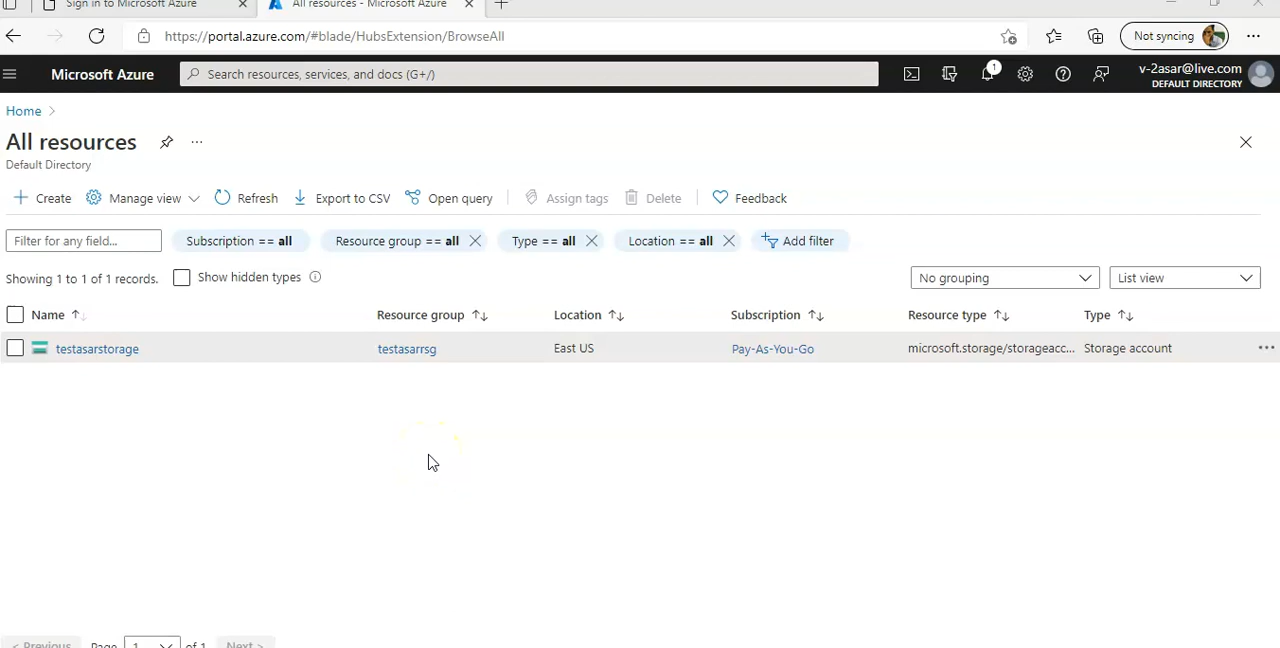 Sign in to Microsoft Azure
All resources - Microsoft Azure
https://portal.azure.com/#blade/HubsExtension/BrowseAll
Not syncing
Microsoft Azure
Search resources, services, and docs (G+/)
1
v-2asar@live.com
DEFAULT DIRECTORY
Home >
All resources
Default Directory
Create
Manage view
Refresh
Export to CSV
Open query
Assign tags
Delete
Feedback
Filter for any field...
Subscription == all
Resource group == all
Type == all
Location == all
Add filter
Showing 1 to 1 of 1 records.
Show hidden types
No grouping
List view
Name
Resource group
Location
Subscription
Resource type
Type
testasarstorage
testasarrsg
East US
Pay-As-You-Go
microsoft.storage/storageacc...
Storage account
< Previous
Page
1
of 1
Next >